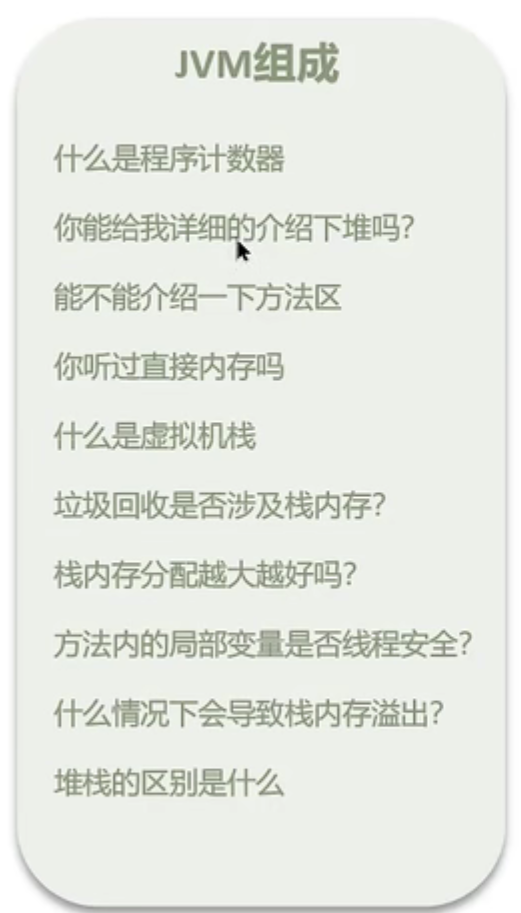 JVM组成
什么是程序计数器
你能给我详细的介绍下堆吗?
能不能介绍一下方法区
你听过直接内存吗
什么是虚拟机栈
垃圾回收是否涉及栈内存?
栈内存分配越大越好吗?
方法内的局部变量是否线程安全?
什么情况下会导致栈内存溢出?
堆栈的区别是什么